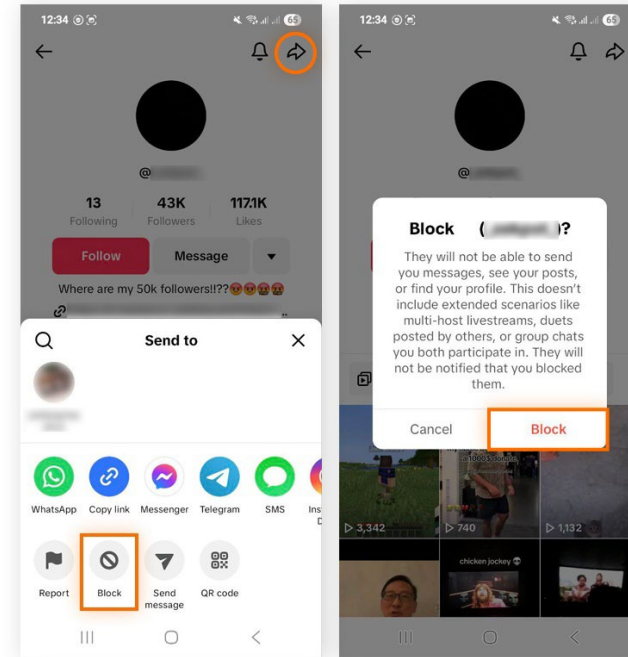 12:34
65
@
13
43K
117.1K
Following
Followers
Likes
Follow
Message
Where are my 50k followers!!??😡😡🤬🤬
Send to
WhatsApp
Copy link
Messenger
Telegram
SMS
Ins
D
Report
Block
Send
message
QR code
12:34
65
@
Block ( )?
They will not be able to send
you messages, see your posts,
or find your profile. This doesn't
include extended scenarios like
multi-host livestreams, duets
posted by others, or group chats
you both participate in. They will
not be notified that you blocked
them.
Cancel
Block
3,342
740
1,132
chicken jockey